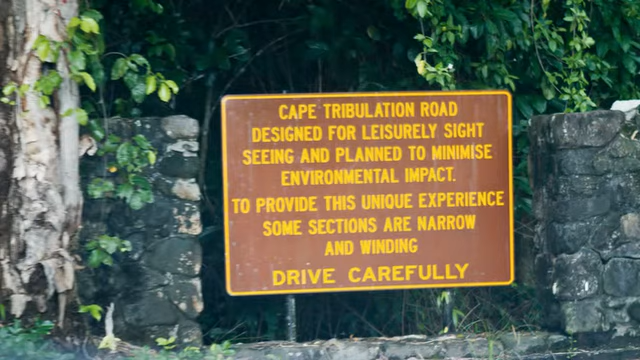 CAPE TRIBULATION ROAD
DESIGNED FOR LEISURELY SIGHT
SEEING AND PLANNED TO MINIMISE
ENVIRONMENTAL IMPACT.
TO PROVIDE THIS UNIQUE EXPERIENCE
SOME SECTIONS ARE NARROW
AND WINDING
DRIVE CAREFULLY